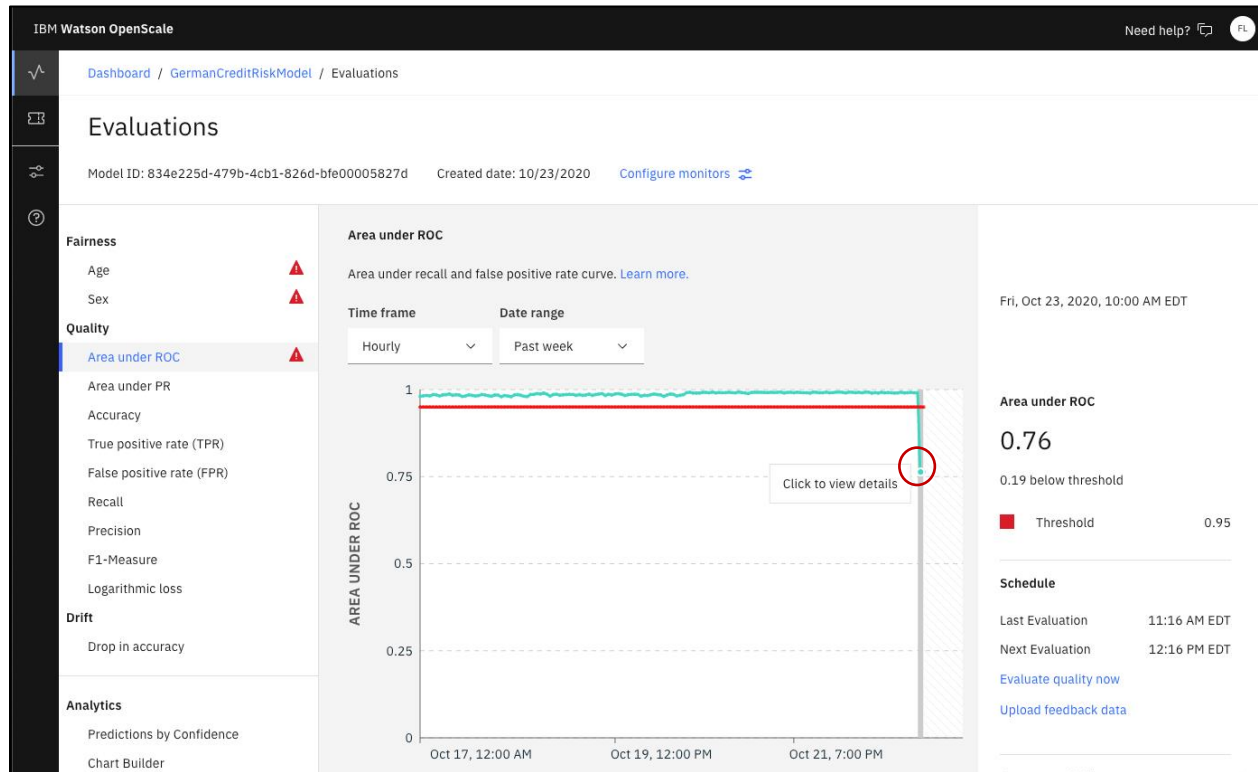 IBM Watson OpenScale
Need help?
FL
Dashboard / GermanCreditRiskModel / Evaluations
Evaluations
Model ID: 834e225d-479b-4cb1-826d-bfe00005827d Created date: 10/23/2020 Configure monitors
Fairness
Age
Sex
Quality
Area under ROC
Area under PR
Accuracy
True positive rate (TPR)
False positive rate (FPR)
Recall
Precision
F1-Measure
Logarithmic loss
Drift
Drop in accuracy
Analytics
Predictions by Confidence
Chart Builder
Area under ROC
Area under recall and false positive rate curve. Learn more.
Time frame Date range
Hourly Past week
AREA UNDER ROC
1
0.75
0.5
0.25
0
Click to view details
Oct 17, 12:00 AM Oct 19, 12:00 PM Oct 21, 7:00 PM
Fri, Oct 23, 2020, 10:00 AM EDT
Area under ROC
0.76
0.19 below threshold
Threshold 0.95
Schedule
Last Evaluation 11:16 AM EDT
Next Evaluation 12:16 PM EDT
Evaluate quality now
Upload feedback data